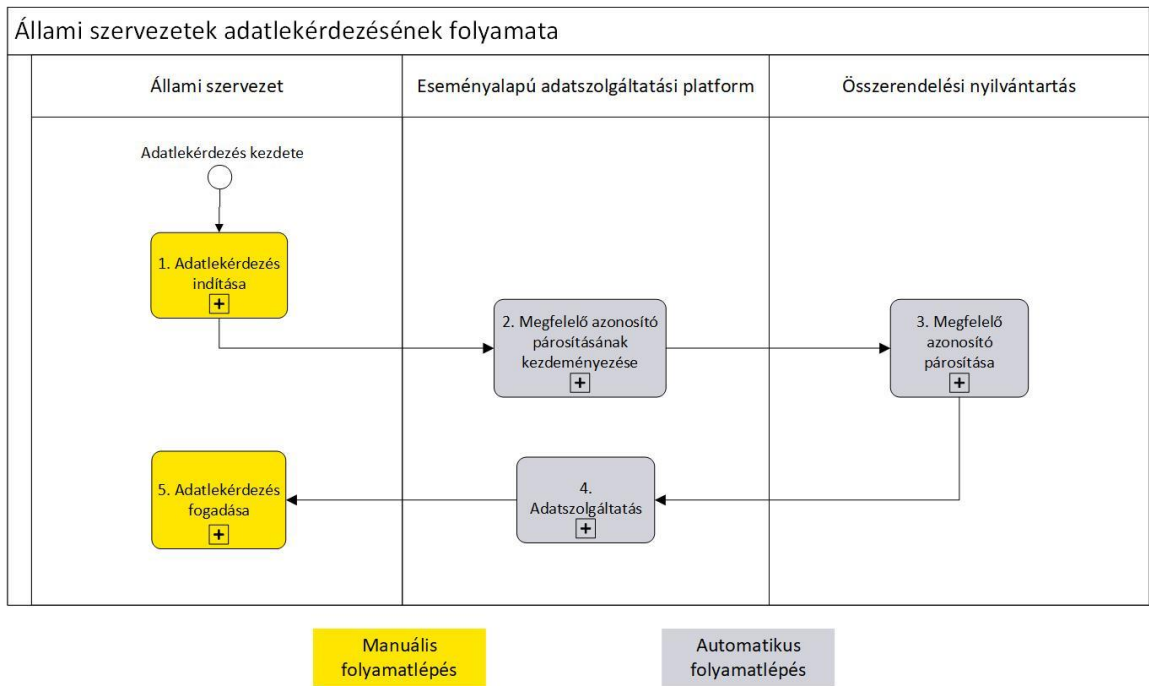 Állami szervezetek adatlekérdezésének folyamata
Állami szervezet
Eseményalapú adatszolgáltatási platform
Összerendelési nyilvántartás
Adatlekérdezés kezdete
1. Adatlekérdezés
indítása
2. Megfelelő azonosító
párosításának
kezdeményezése
3. Megfelelő
azonosító
párosítása
4.
Adatszolgáltatás
5. Adatlekérdezés
fogadása
Manuális
folyamatlépés
Automatikus
folyamatlépés